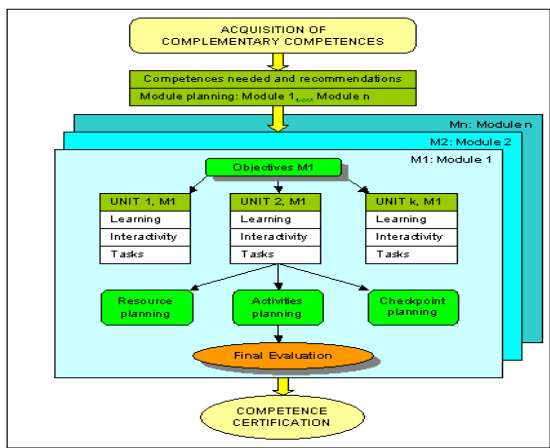 ACQUISITION OF
COMPLEMENTARY COMPETENCES
Competences needed and recommendations
Module planning: Module 1,..., Module n
Mn: Module n
M2: Module 2
M1: Module 1
Objectives M1
UNIT 1, M1
Learning
Interactivity
Tasks
UNIT 2, M1
Learning
Interactivity
Tasks
UNIT k, M1
Learning
Interactivity
Tasks
Resource
planning
Activities
planning
Checkpoint
planning
Final Evaluation
COMPETENCE
CERTIFICATION